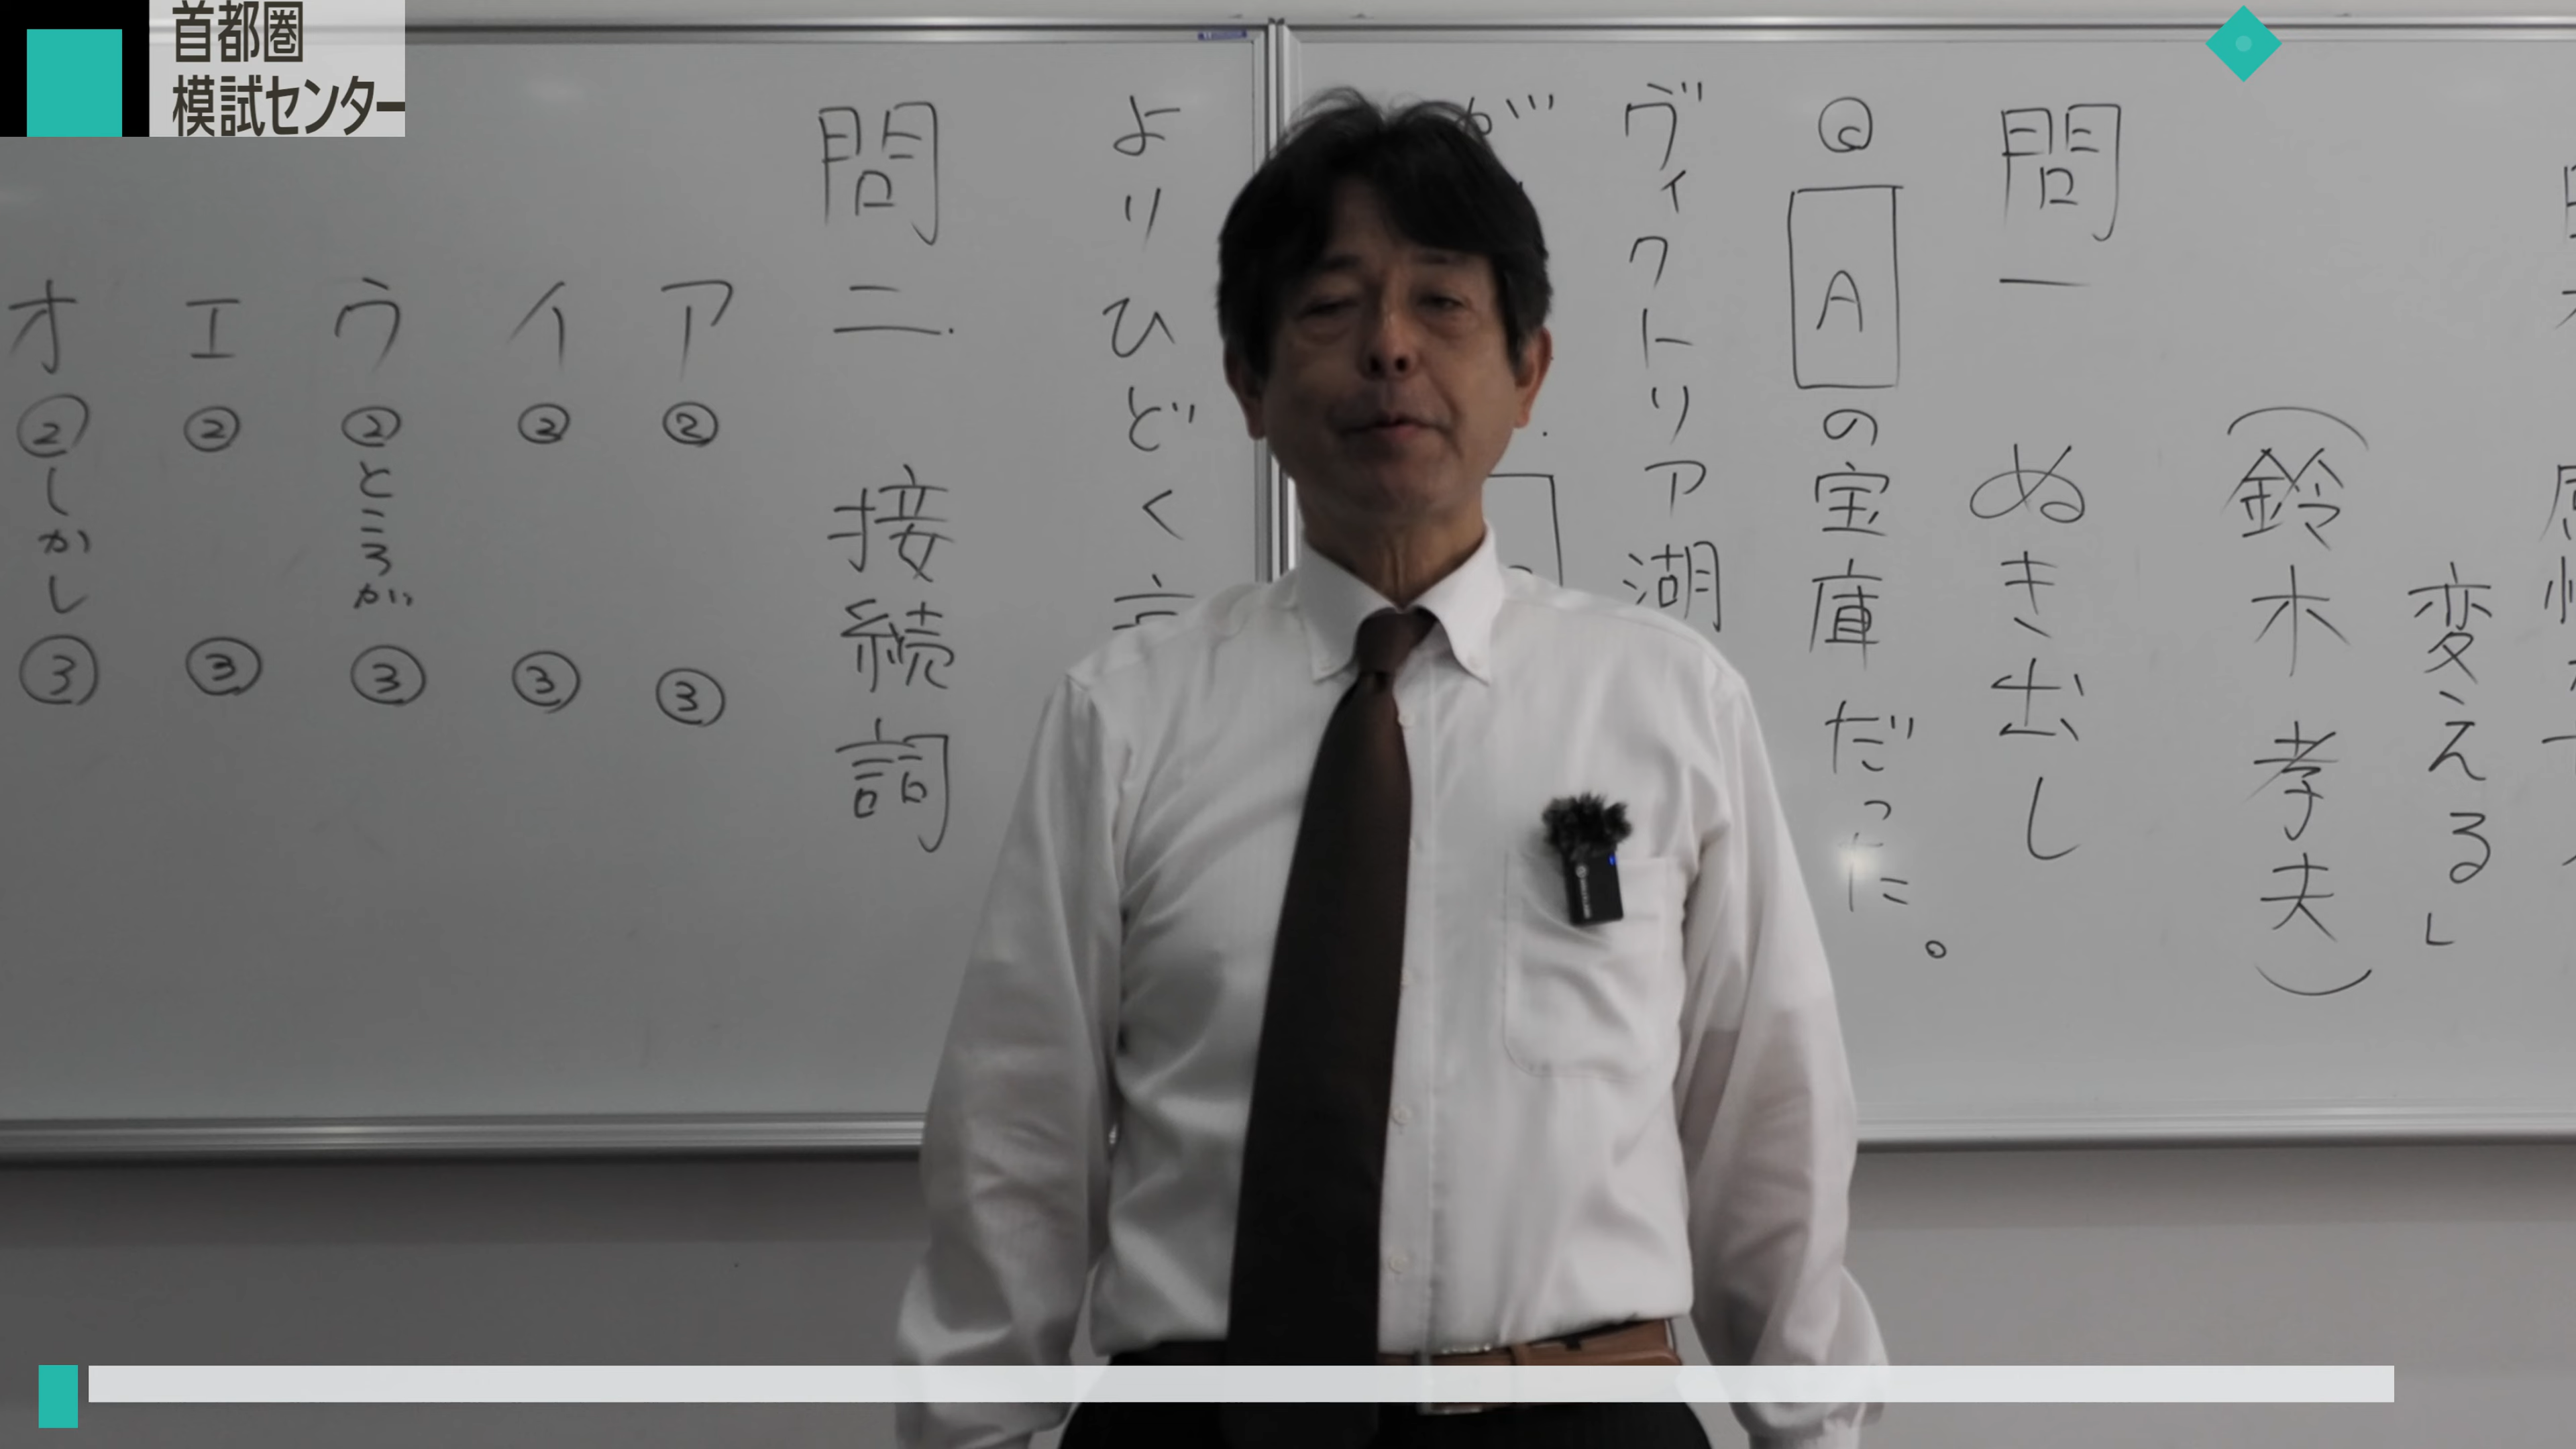 首都圏
模試センター
変える」
(鈴木孝夫)
問一 ぬき出し
A の宝庫だった。
ヴィクトリア湖
が
よりひどく
問二. 接続詞
ア ② ③
イ ② ③
ウ ②ところが ③
エ ② ③
オ ②しかし ③